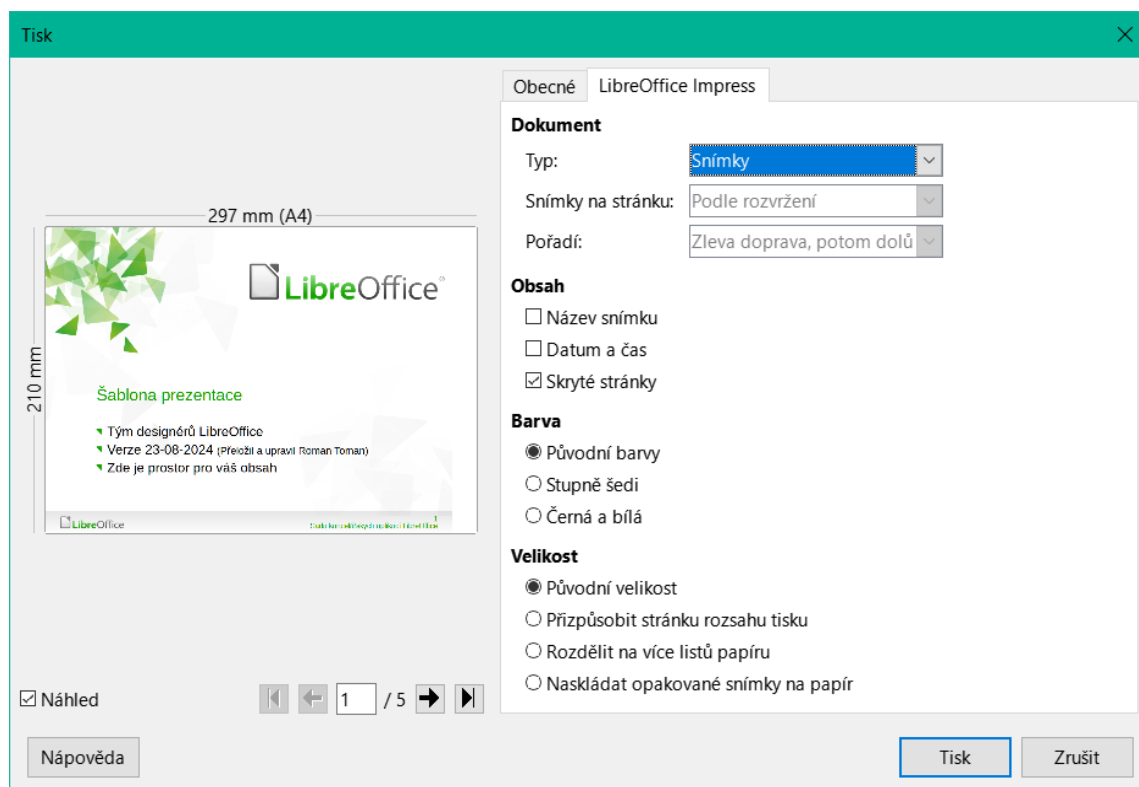 Tisk
Obecné LibreOffice Impress
Dokument
Typ: Snímky
Snímky na stránku: Podle rozvržení
Pořadí: Zleva doprava, potom dolů
Obsah
Název snímku
Datum a čas
Skryté stránky
Barva
Původní barvy
Stupně šedi
Černá a bílá
Velikost
Původní velikost
Přizpůsobit stránku rozsahu tisku
Rozdělit na více listů papíru
Naskládat opakované snímky na papír
297 mm (A4)
210 mm
LibreOffice
Šablona prezentace
Tým designérů LibreOffice
Verze 23-08-2024 (Přeložil a upravil Roman Toman)
Zde je prostor pro váš obsah
LibreOffice
1
Náhled 1 / 5
Nápověda Tisk Zrušit